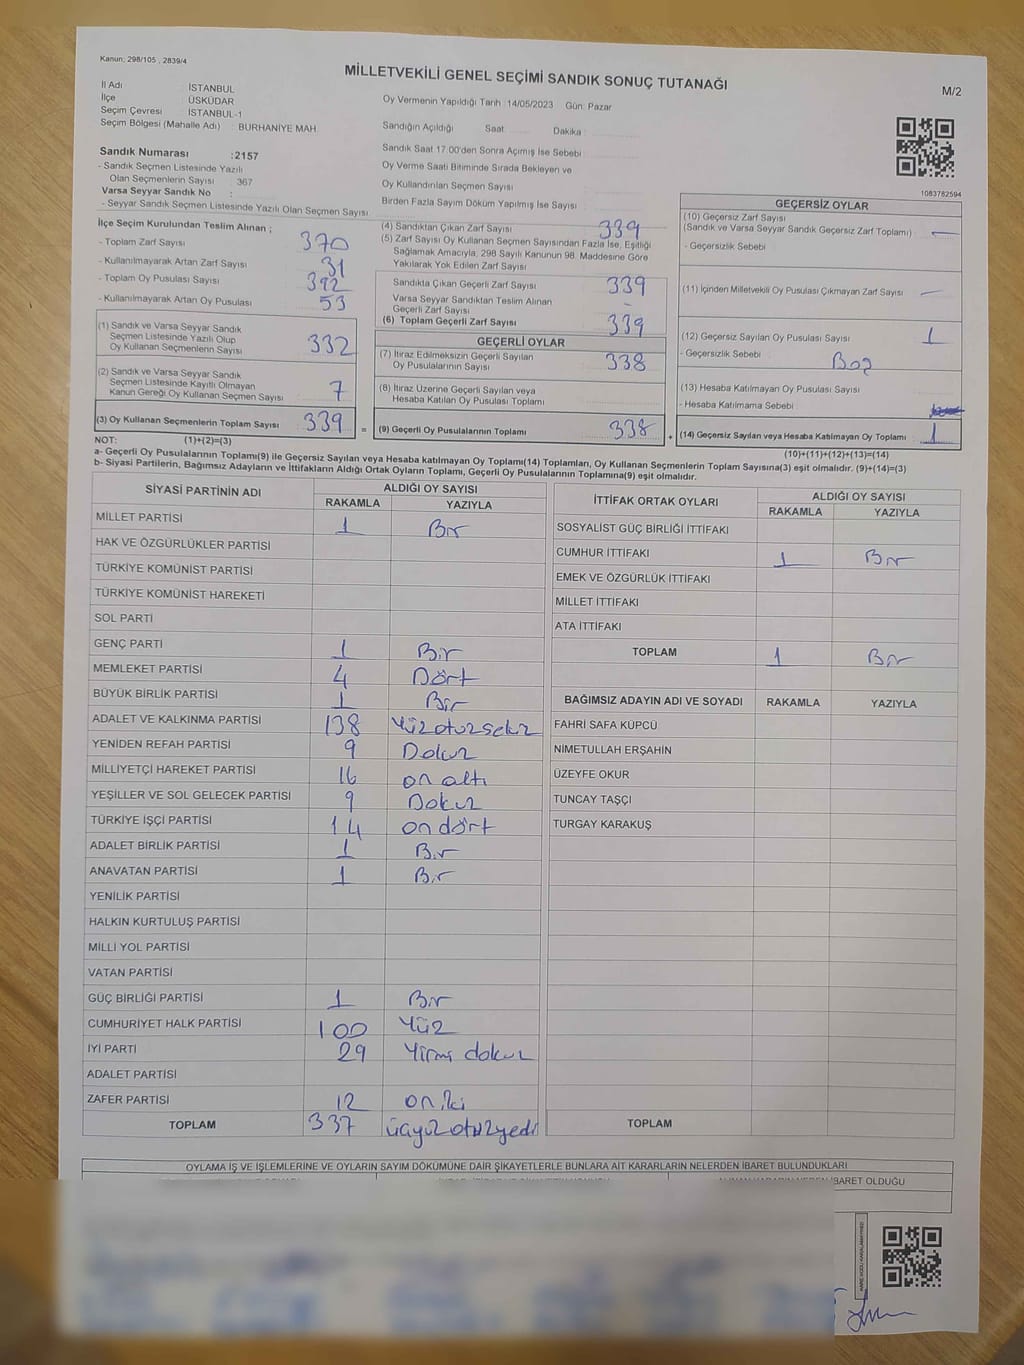 Kanun: 298/105 , 2839/4
MİLLETVEKİLİ GENEL SEÇİMİ SANDIK SONUÇ TUTANAĞI
M/2
İl Adı : İSTANBUL
İlçe : ÜSKÜDAR
Seçim Çevresi : İSTANBUL-1
Seçim Bölgesi (Mahalle Adı) : BURHANİYE MAH.
Sandık Numarası : 2157
- Sandık Seçmen Listesinde Yazılı
Olan Seçmenlerin Sayısı : 367
Varsa Seyyar Sandık No :
- Seyyar Sandık Listesinde Yazılı Olan Seçmen Sayısı
Oy Vermenin Yapıldığı Tarih : 14/05/2023 Gün: Pazar
Sandığın Açıldığı Saat Dakika :
Sandık Saat 17.00'den Sonra Açımış İse Sebebi
Oy Verme Saati Bitiminde Sırada Bekleyen ve
Oy Kullandırılan Seçmen Sayısı
Birden Fazla Sayım Döküm Yapılmış İse Sayısı
1083762594
İlçe Seçim Kurulundan Teslim Alınan ;
- Toplam Zarf Sayısı 370
- Kullanılmayarak Artan Zarf Sayısı 31
- Toplam Oy Pusulası Sayısı 392
- Kullanılmayarak Artan Oy Pusulası 53
(1) Sandık ve Varsa Seyyar Sandık
Seçmen Listesinde Yazılı Olup
Oy Kullanan Seçmenlerin Sayısı 332
(2) Sandık ve Varsa Seyyar Sandık
Seçmen Listesinde Kayıtlı Olmayan
Kanun Gereği Oy Kullanan Seçmen Sayısı 7
(3) Oy Kullanan Seçmenlerin Toplam Sayısı 339 =
(4) Sandıktan Çıkan Zarf Sayısı 339
(5) Zarf Sayısı Oy Kullanan Seçmen Sayısından Fazla İse, Eşitliği
Sağlamak Amacıyla, 298 Sayılı Kanunun 98. Maddesine Göre
Yakılarak Yok Edilen Zarf Sayısı
Sandıkta Çıkan Geçerli Zarf Sayısı 339
Varsa Seyyar Sandıktan Teslim Alınan
Geçerli Zarf Sayısı -
(6) Toplam Geçerli Zarf Sayısı 339
GEÇERLİ OYLAR
(7) İtiraz Edilmeksizin Geçerli Sayılan
Oy Pusulalarının Sayısı 338
(8) İtiraz Üzerine Geçerli Sayılan veya
Hesaba Katılan Oy Pusulası Toplamı
(9) Geçerli Oy Pusulalarının Toplamı 338 +
GEÇERSİZ OYLAR
(10) Geçersiz Zarf Sayısı
(Sandık ve Varsa Seyyar Sandık Geçersiz Zarf Toplamı) : —
- Geçersizlik Sebebi
(11) İçinden Milletvekili Oy Pusulası Çıkmayan Zarf Sayısı —
(12) Geçersiz Sayılan Oy Pusulası Sayısı 1
- Geçersizlik Sebebi Boş
(13) Hesaba Katılmayan Oy Pusulası Sayısı
- Hesaba Katılmama Sebebi
(14) Geçersiz Sayılan veya Hesaba Katılmayan Oy Toplamı 1
NOT: (1)+(2)=(3) (10)+(11)+(12)+(13)=(14)
a- Geçerli Oy Pusulalarının Toplamı(9) ile Geçersiz Sayılan veya Hesaba katılmayan Oy Toplamı(14) Toplamları, Oy Kullanan Seçmenlerin Toplam Sayısına(3) eşit olmalıdır. (9)+(14)=(3)
b- Siyasi Partilerin, Bağımsız Adayların ve İttifakların Aldığı Ortak Oyların Toplamı, Geçerli Oy Pusulalarının Toplamına(9) eşit olmalıdır.
SİYASİ PARTİNİN ADI ALDIĞI OY SAYISI
RAKAMLA YAZIYLA
MİLLET PARTİSİ 1 Bir
HAK VE ÖZGÜRLÜKLER PARTİSİ
TÜRKİYE KOMÜNİST PARTİSİ
TÜRKİYE KOMÜNİST HAREKETİ
SOL PARTİ
GENÇ PARTİ 1 Bir
MEMLEKET PARTİSİ 4 Dört
BÜYÜK BİRLİK PARTİSİ 1 Bir
ADALET VE KALKINMA PARTİSİ 138 Yüzotuzsekiz
YENİDEN REFAH PARTİSİ 9 Dokuz
MİLLİYETÇİ HAREKET PARTİSİ 16 on altı
YEŞİLLER VE SOL GELECEK PARTİSİ 9 Dokuz
TÜRKİYE İŞÇİ PARTİSİ 14 on dört
ADALET BİRLİK PARTİSİ 1 Bir
ANAVATAN PARTİSİ 1 Bir
YENİLİK PARTİSİ
HALKIN KURTULUŞ PARTİSİ
MİLLİ YOL PARTİSİ
VATAN PARTİSİ
GÜÇ BİRLİĞİ PARTİSİ 1 Bir
CUMHURİYET HALK PARTİSİ 100 Yüz
İYİ PARTİ 29 Yirmi dokuz
ADALET PARTİSİ
ZAFER PARTİSİ 12 on iki
TOPLAM 337 üçyüzotuzyedi
İTTİFAK ORTAK OYLARI ALDIĞI OY SAYISI
RAKAMLA YAZIYLA
SOSYALİST GÜÇ BİRLİĞİ İTTİFAKI
CUMHUR İTTİFAKI 1 Bir
EMEK VE ÖZGÜRLÜK İTTİFAKI
MİLLET İTTİFAKI
ATA İTTİFAKI
TOPLAM 1 Bir
BAĞIMSIZ ADAYIN ADI VE SOYADI RAKAMLA YAZIYLA
FAHRİ SAFA KÜPCÜ
NİMETULLAH ERŞAHİN
ÜZEYFE OKUR
TUNCAY TAŞÇI
TURGAY KARAKUŞ
TOPLAM
OYLAMA İŞ VE İŞLEMLERİNE VE OYLARIN SAYIM DÖKÜMÜNE DAİR ŞİKAYETLERLE BUNLARA AİT KARARLARIN NELERDEN İBARET BULUNDUKLARI
İBARET OLDUĞU